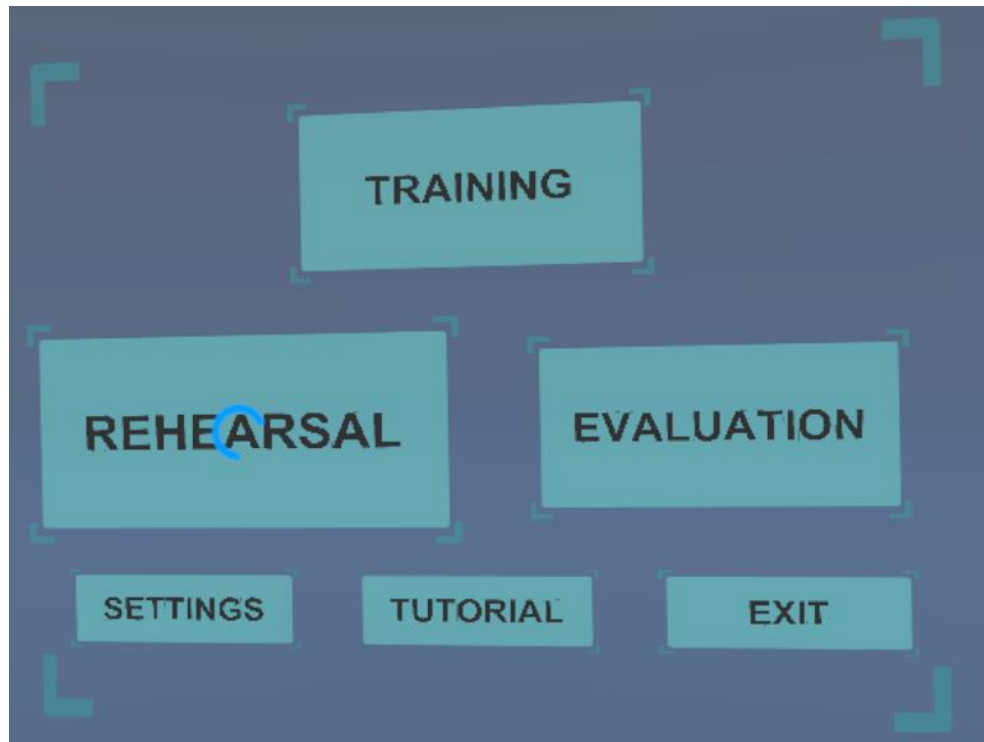 TRAINING
REHEARSAL
EVALUATION
SETTINGS
TUTORIAL
EXIT